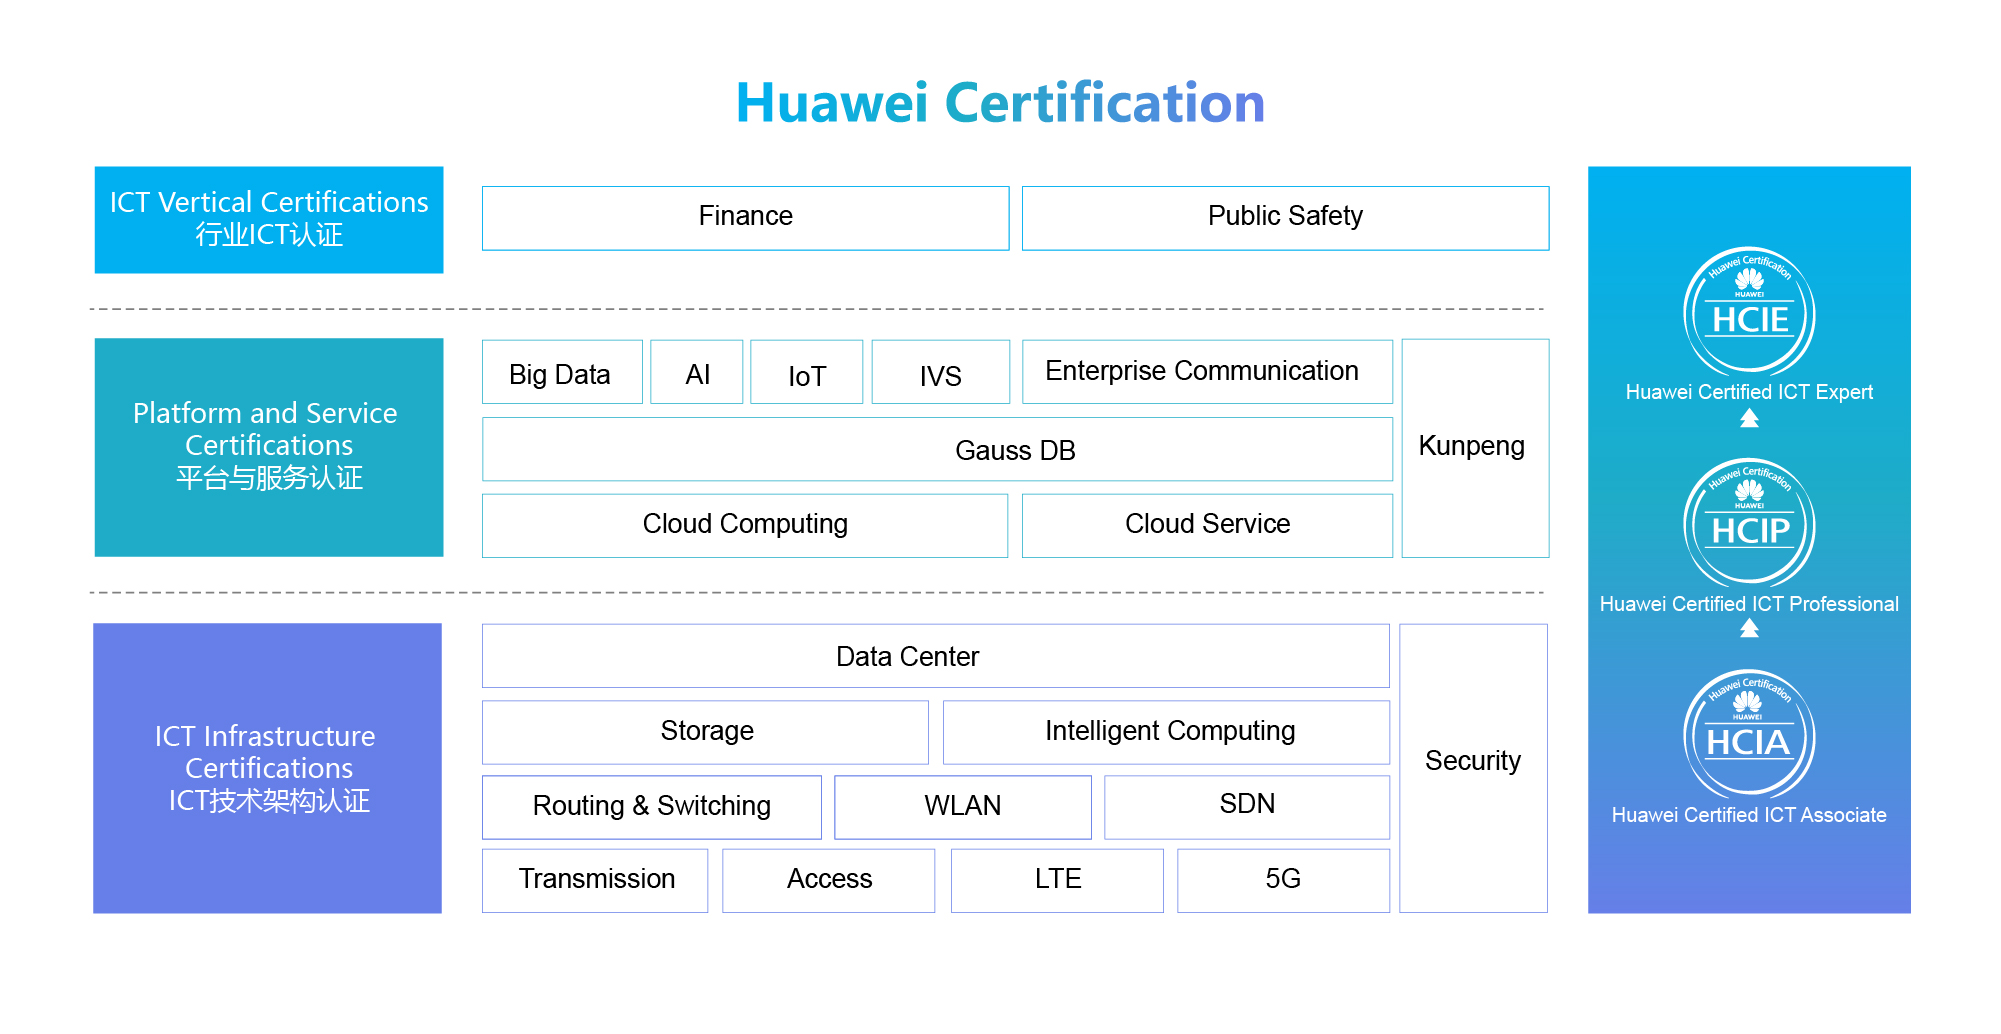 Huawei Certification
ICT Vertical Certifications
行业ICT认证
Finance
Public Safety
Platform and Service
Certifications
平台与服务认证
Big Data
AI
IoT
IVS
Enterprise Communication
Gauss DB
Cloud Computing
Cloud Service
Kunpeng
ICT Infrastructure
Certifications
ICT技术架构认证
Data Center
Storage
Intelligent Computing
Routing & Switching
WLAN
SDN
Transmission
Access
LTE
5G
Security
Huawei Certification
HUAWEI
HCIE
Huawei Certified ICT Expert
Huawei Certification
HUAWEI
HCIP
Huawei Certified ICT Professional
Huawei Certification
HUAWEI
HCIA
Huawei Certified ICT Associate